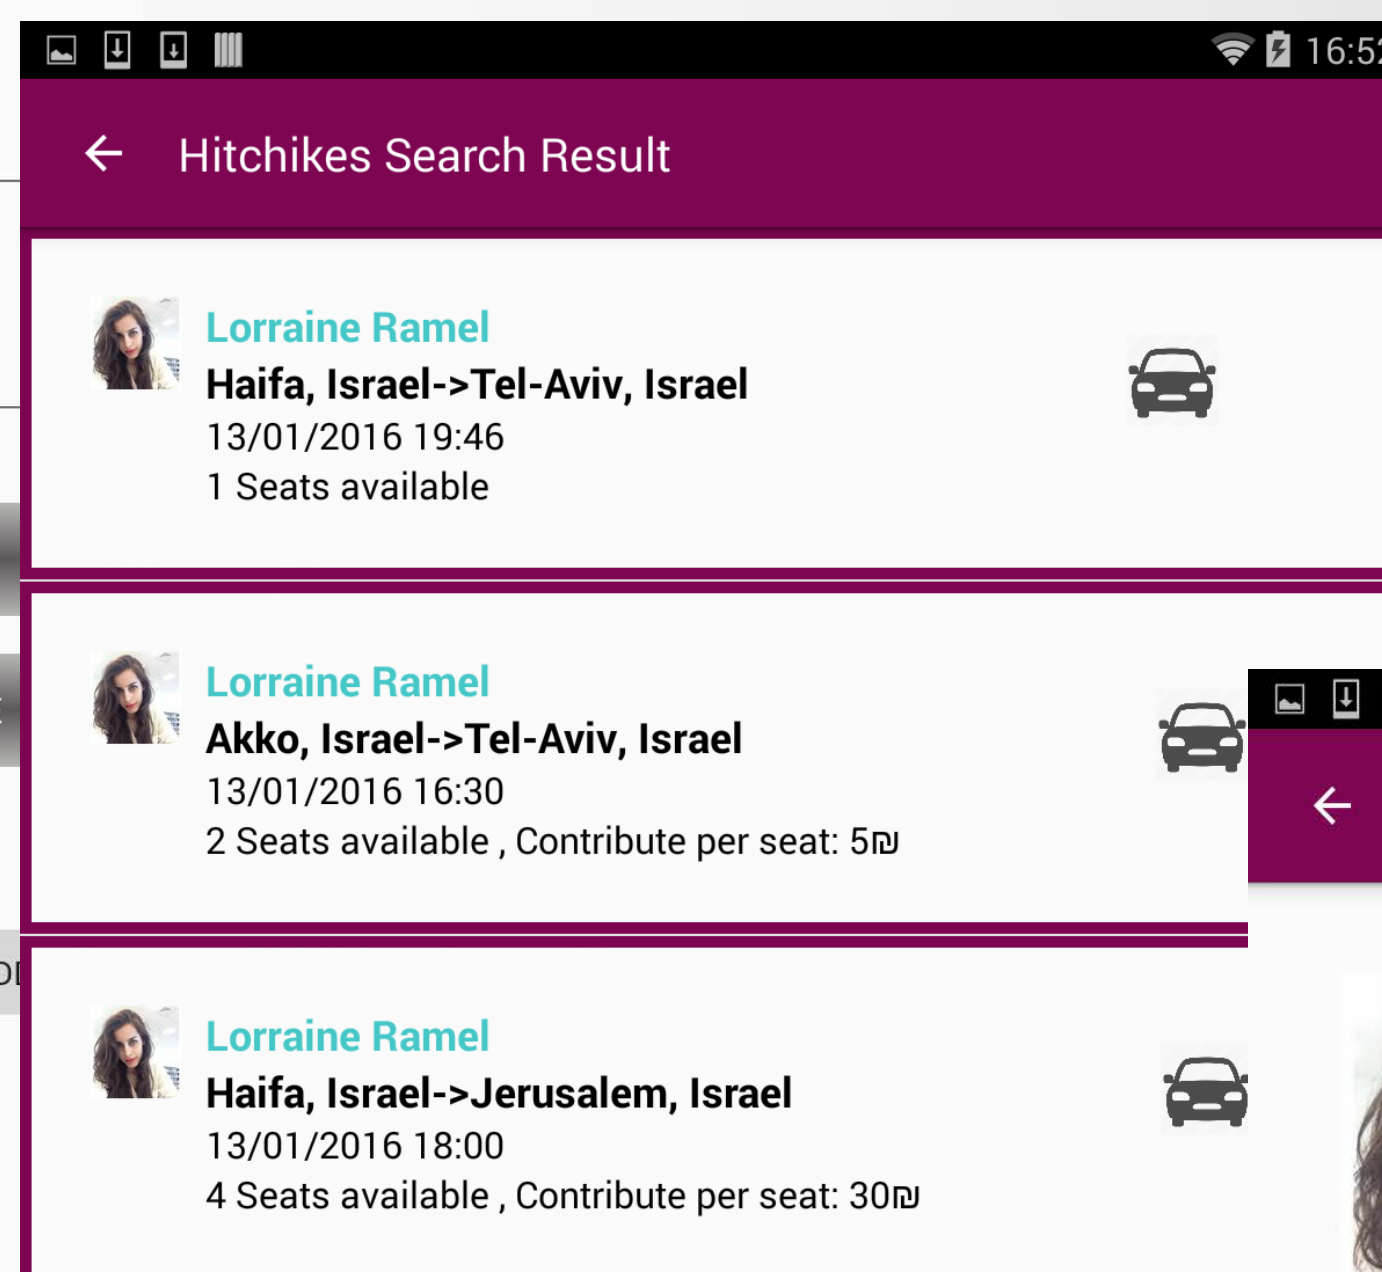 16:52
Hitchikes Search Result
Lorraine Ramel
Haifa, Israel->Tel-Aviv, Israel
13/01/2016 19:46
1 Seats available
Lorraine Ramel
Akko, Israel->Tel-Aviv, Israel
13/01/2016 16:30
2 Seats available , Contribute per seat: 5₪
Lorraine Ramel
Haifa, Israel->Jerusalem, Israel
13/01/2016 18:00
4 Seats available , Contribute per seat: 30₪